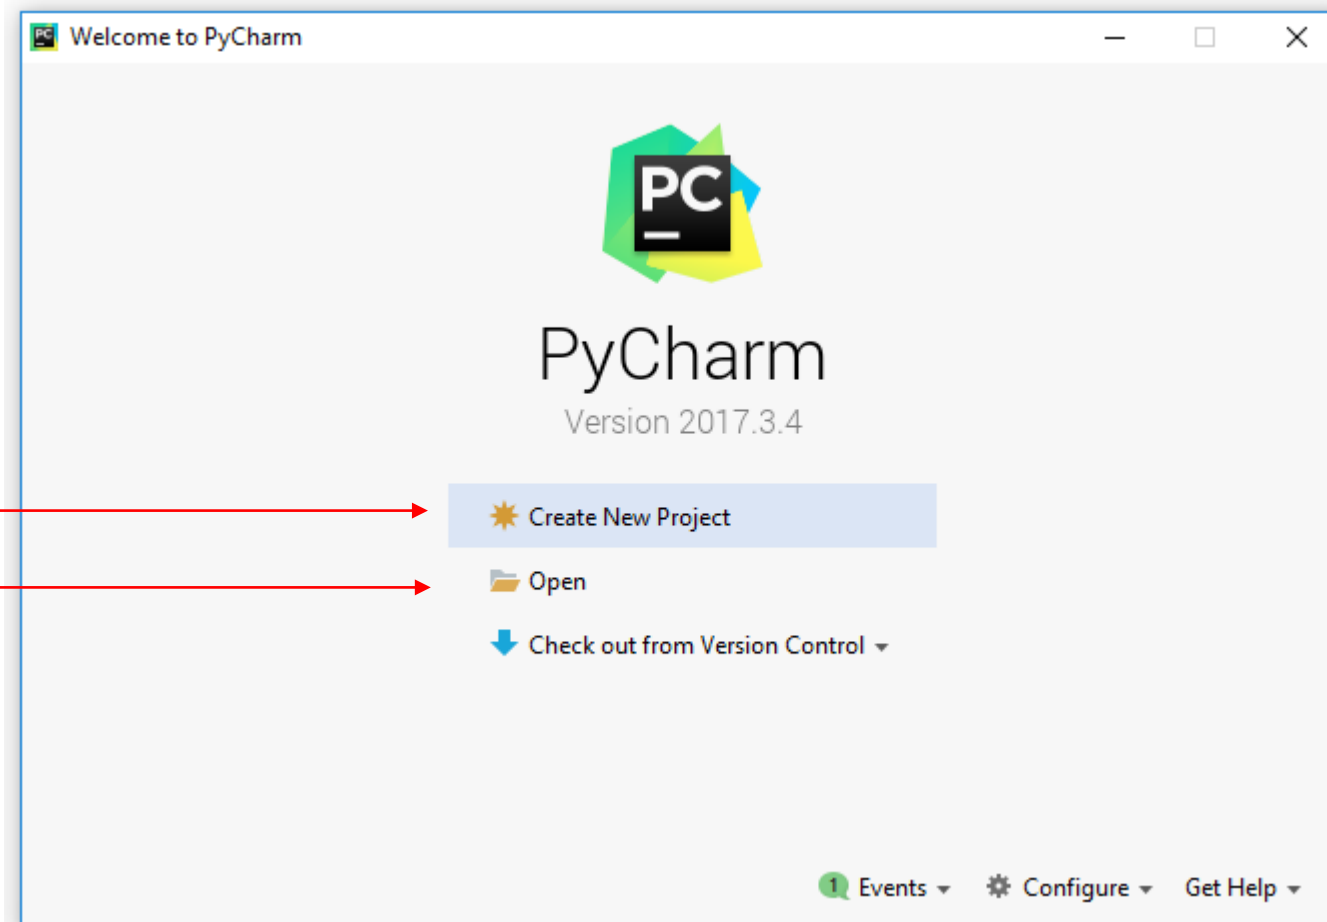 Welcome to PyCharm
PC
PyCharm
Version 2017.3.4
Create New Project
Open
Check out from Version Control
1 Events Configure Get Help